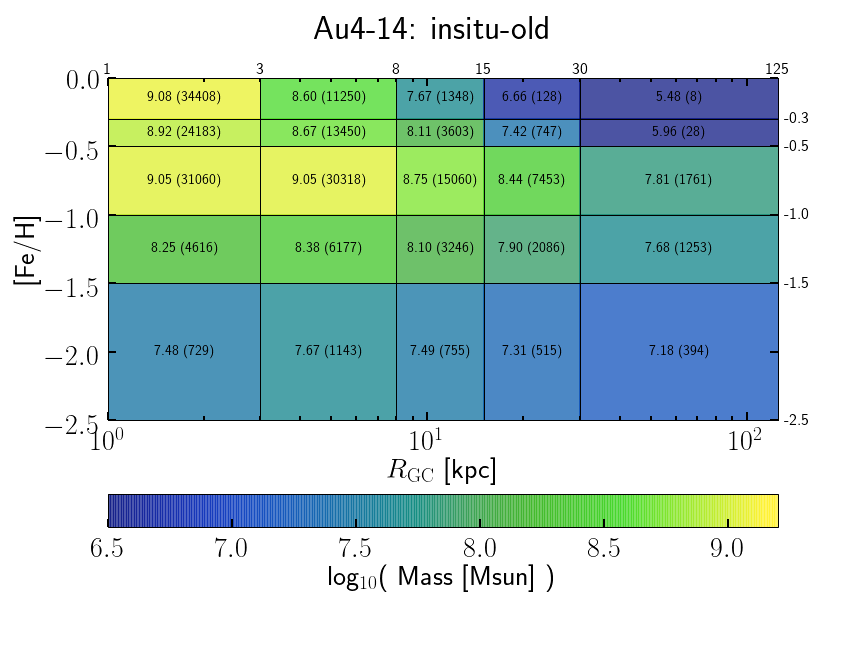 Au4-14: insitu-old
1 3 8 15 30 125
0.0
9.08 (34408) 8.60 (11250) 7.67 (1348) 6.66 (128) 5.48 (8)
-0.3
8.92 (24183) 8.67 (13450) 8.11 (3603) 7.42 (747) 5.96 (28)
−0.5 -0.5
9.05 (31060) 9.05 (30318) 8.75 (15060) 8.44 (7453) 7.81 (1761)
−1.0 -1.0
[Fe/H]
8.25 (4616) 8.38 (6177) 8.10 (3246) 7.90 (2086) 7.68 (1253)
−1.5 -1.5
7.48 (729) 7.67 (1143) 7.49 (755) 7.31 (515) 7.18 (394)
−2.0
−2.5 -2.5
10⁰ 10¹ 10²
R_GC [kpc]
6.5 7.0 7.5 8.0 8.5 9.0
log₁₀( Mass [Msun] )